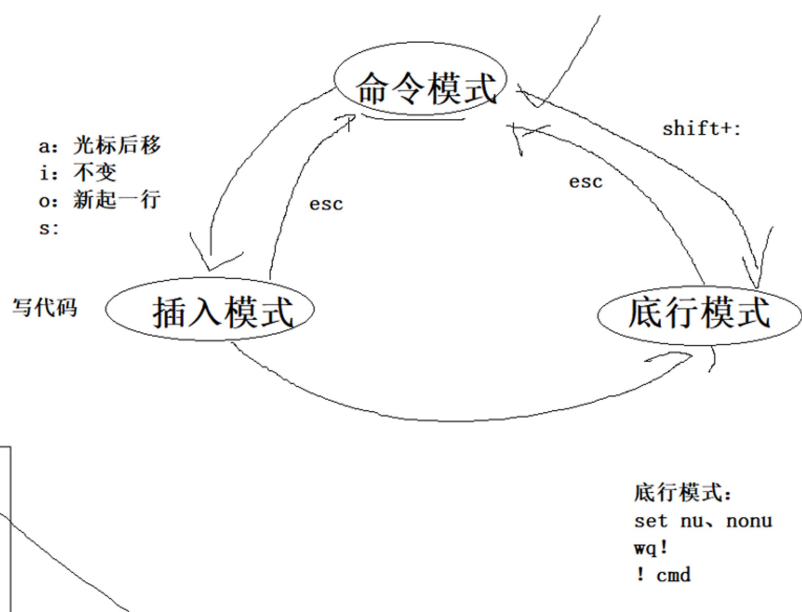 命令模式
shift+:
a: 光标后移
i: 不变
o: 新起一行
s:
esc
esc
写代码
插入模式
底行模式
底行模式:
set nu、nonu
wq!
! cmd